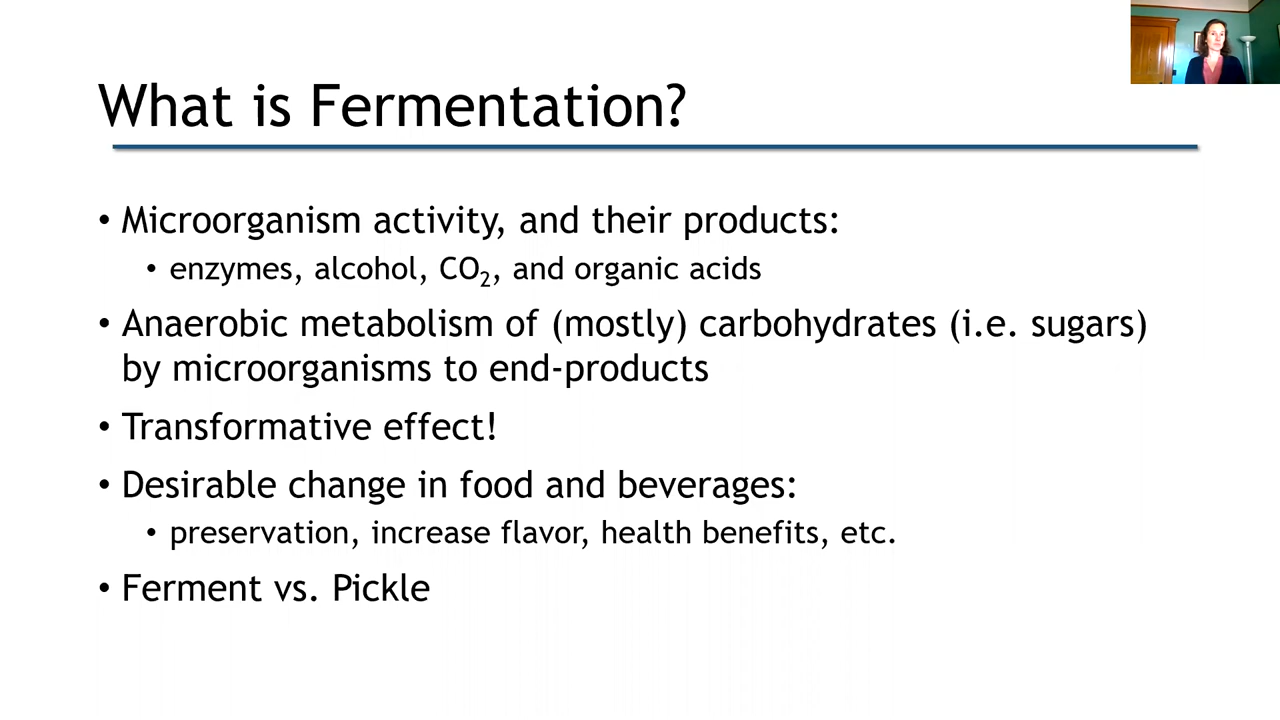 What is Fermentation?
• Microorganism activity, and their products:
• enzymes, alcohol, CO₂, and organic acids
• Anaerobic metabolism of (mostly) carbohydrates (i.e. sugars)
by microorganisms to end-products
• Transformative effect!
• Desirable change in food and beverages:
• preservation, increase flavor, health benefits, etc.
• Ferment vs. Pickle